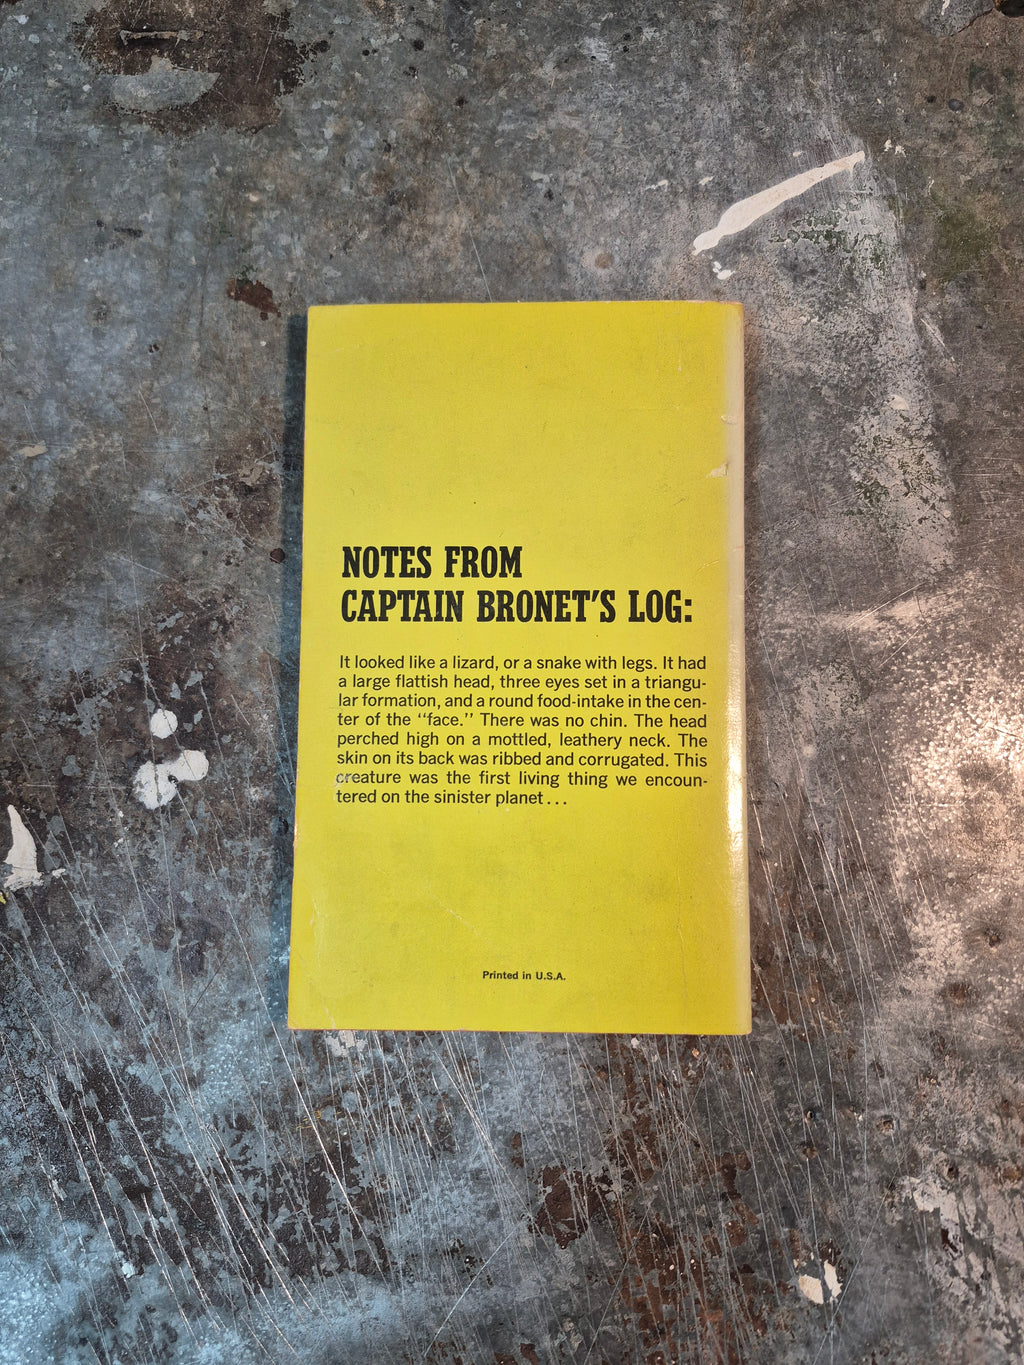 NOTES FROM
CAPTAIN BRONET'S LOG:
It looked like a lizard, or a snake with legs. It had
a large flattish head, three eyes set in a triangu-
lar formation, and a round food-intake in the cen-
ter of the "face." There was no chin. The head
perched high on a mottled, leathery neck. The
skin on its back was ribbed and corrugated. This
creature was the first living thing we encoun-
tered on the sinister planet...
Printed in U.S.A.